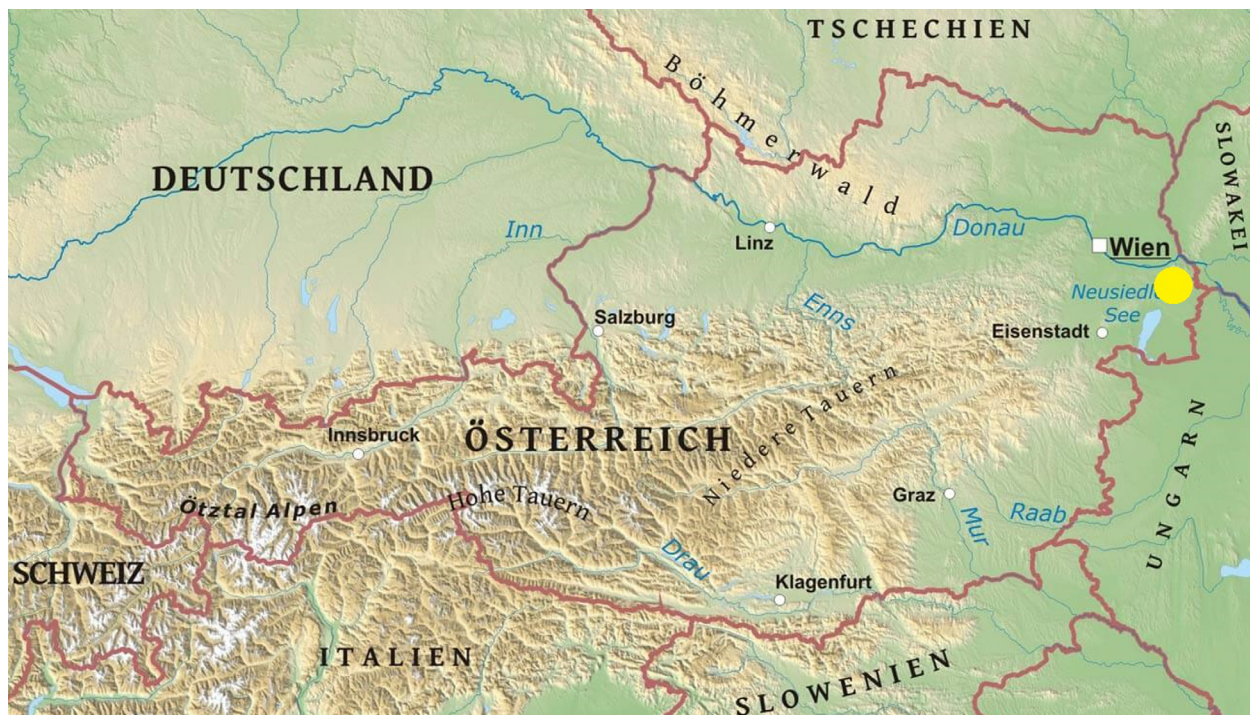 TSCHECHIEN
Böhmerwald
SLOWAKEI
DEUTSCHLAND
Inn
Donau
Linz
Wien
Enns
See
Salzburg
Eisenstadt
Niedere Tauern
Innsbruck
ÖSTERREICH
UNGARN
Hohe Tauern
Ötztal Alpen
Graz
Mur
Raab
Drau
SCHWEIZ
Klagenfurt
ITALIEN
SLOWENIEN